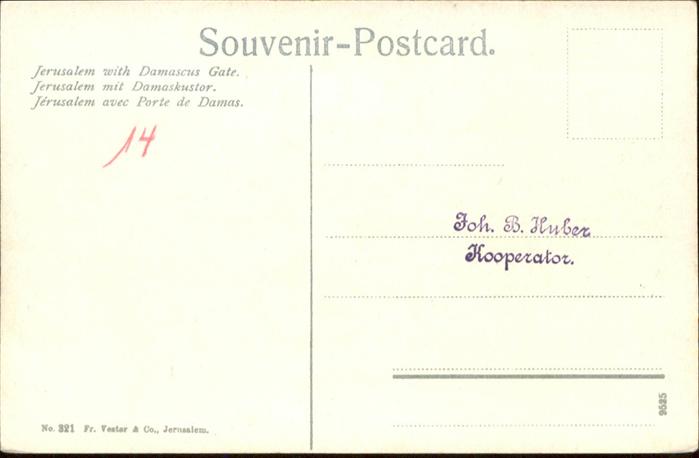 Souvenir-Postcard.
Jerusalem with Damascus Gate.
Jerusalem mit Damaskustor.
Jérusalem avec Porte de Damas.
14
Joh. B. Huber
Kooperator.
No. 321 Fr. Vester & Co., Jerusalem.
9525